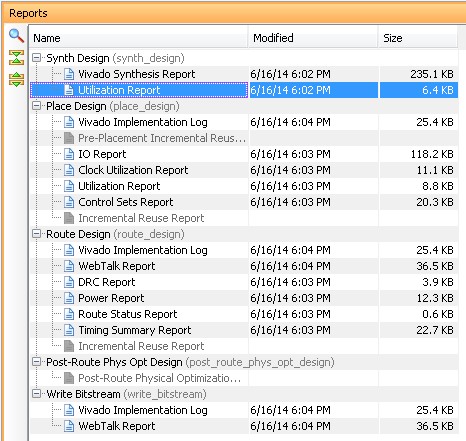 Reports
Name Modified Size
Synth Design (synth_design)
Vivado Synthesis Report 6/16/14 6:02 PM 235.1 KB
Utilization Report 6/16/14 6:02 PM 6.4 KB
Place Design (place_design)
Vivado Implementation Log 6/16/14 6:04 PM 25.4 KB
Pre-Placement Incremental Reus...
IO Report 6/16/14 6:03 PM 118.2 KB
Clock Utilization Report 6/16/14 6:03 PM 11.1 KB
Utilization Report 6/16/14 6:03 PM 8.8 KB
Control Sets Report 6/16/14 6:03 PM 20.3 KB
Incremental Reuse Report
Route Design (route_design)
Vivado Implementation Log 6/16/14 6:04 PM 25.4 KB
WebTalk Report 6/16/14 6:04 PM 36.5 KB
DRC Report 6/16/14 6:03 PM 3.9 KB
Power Report 6/16/14 6:03 PM 12.3 KB
Route Status Report 6/16/14 6:03 PM 0.6 KB
Timing Summary Report 6/16/14 6:03 PM 22.7 KB
Incremental Reuse Report
Post-Route Phys Opt Design (post_route_phys_opt_design)
Post-Route Physical Optimizatio...
Write Bitstream (write_bitstream)
Vivado Implementation Log 6/16/14 6:04 PM 25.4 KB
WebTalk Report 6/16/14 6:04 PM 36.5 KB